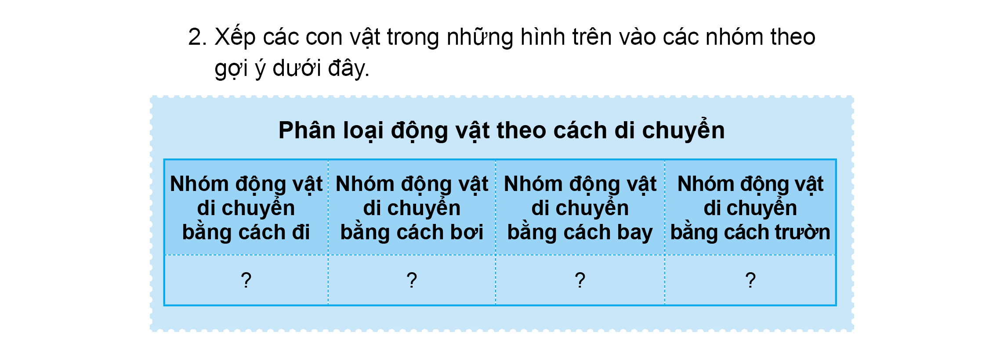 2. Xếp các con vật trong những hình trên vào các nhóm theo
gợi ý dưới đây.
Phân loại động vật theo cách di chuyển
Nhóm động vật
di chuyển
bằng cách đi
Nhóm động vật
di chuyển
bằng cách bơi
Nhóm động vật
di chuyển
bằng cách bay
Nhóm động vật
di chuyển
bằng cách trườn
?
?
?
?